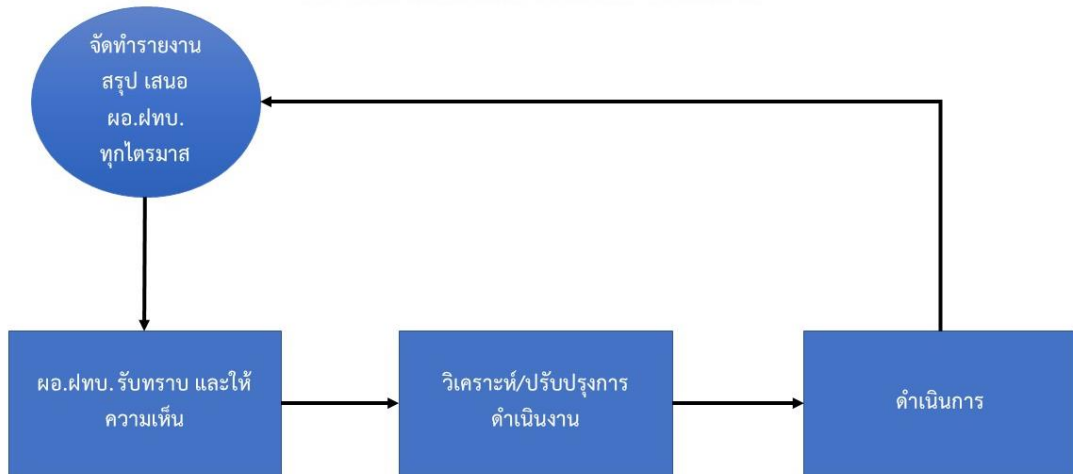 จัดทำรายงาน
สรุป เสนอ
ผอ.ฝทบ.
ทุกไตรมาส
ผอ.ฝทบ. รับทราบ และให้
ความเห็น
วิเคราะห์/ปรับปรุงการ
ดำเนินงาน
ดำเนินการ